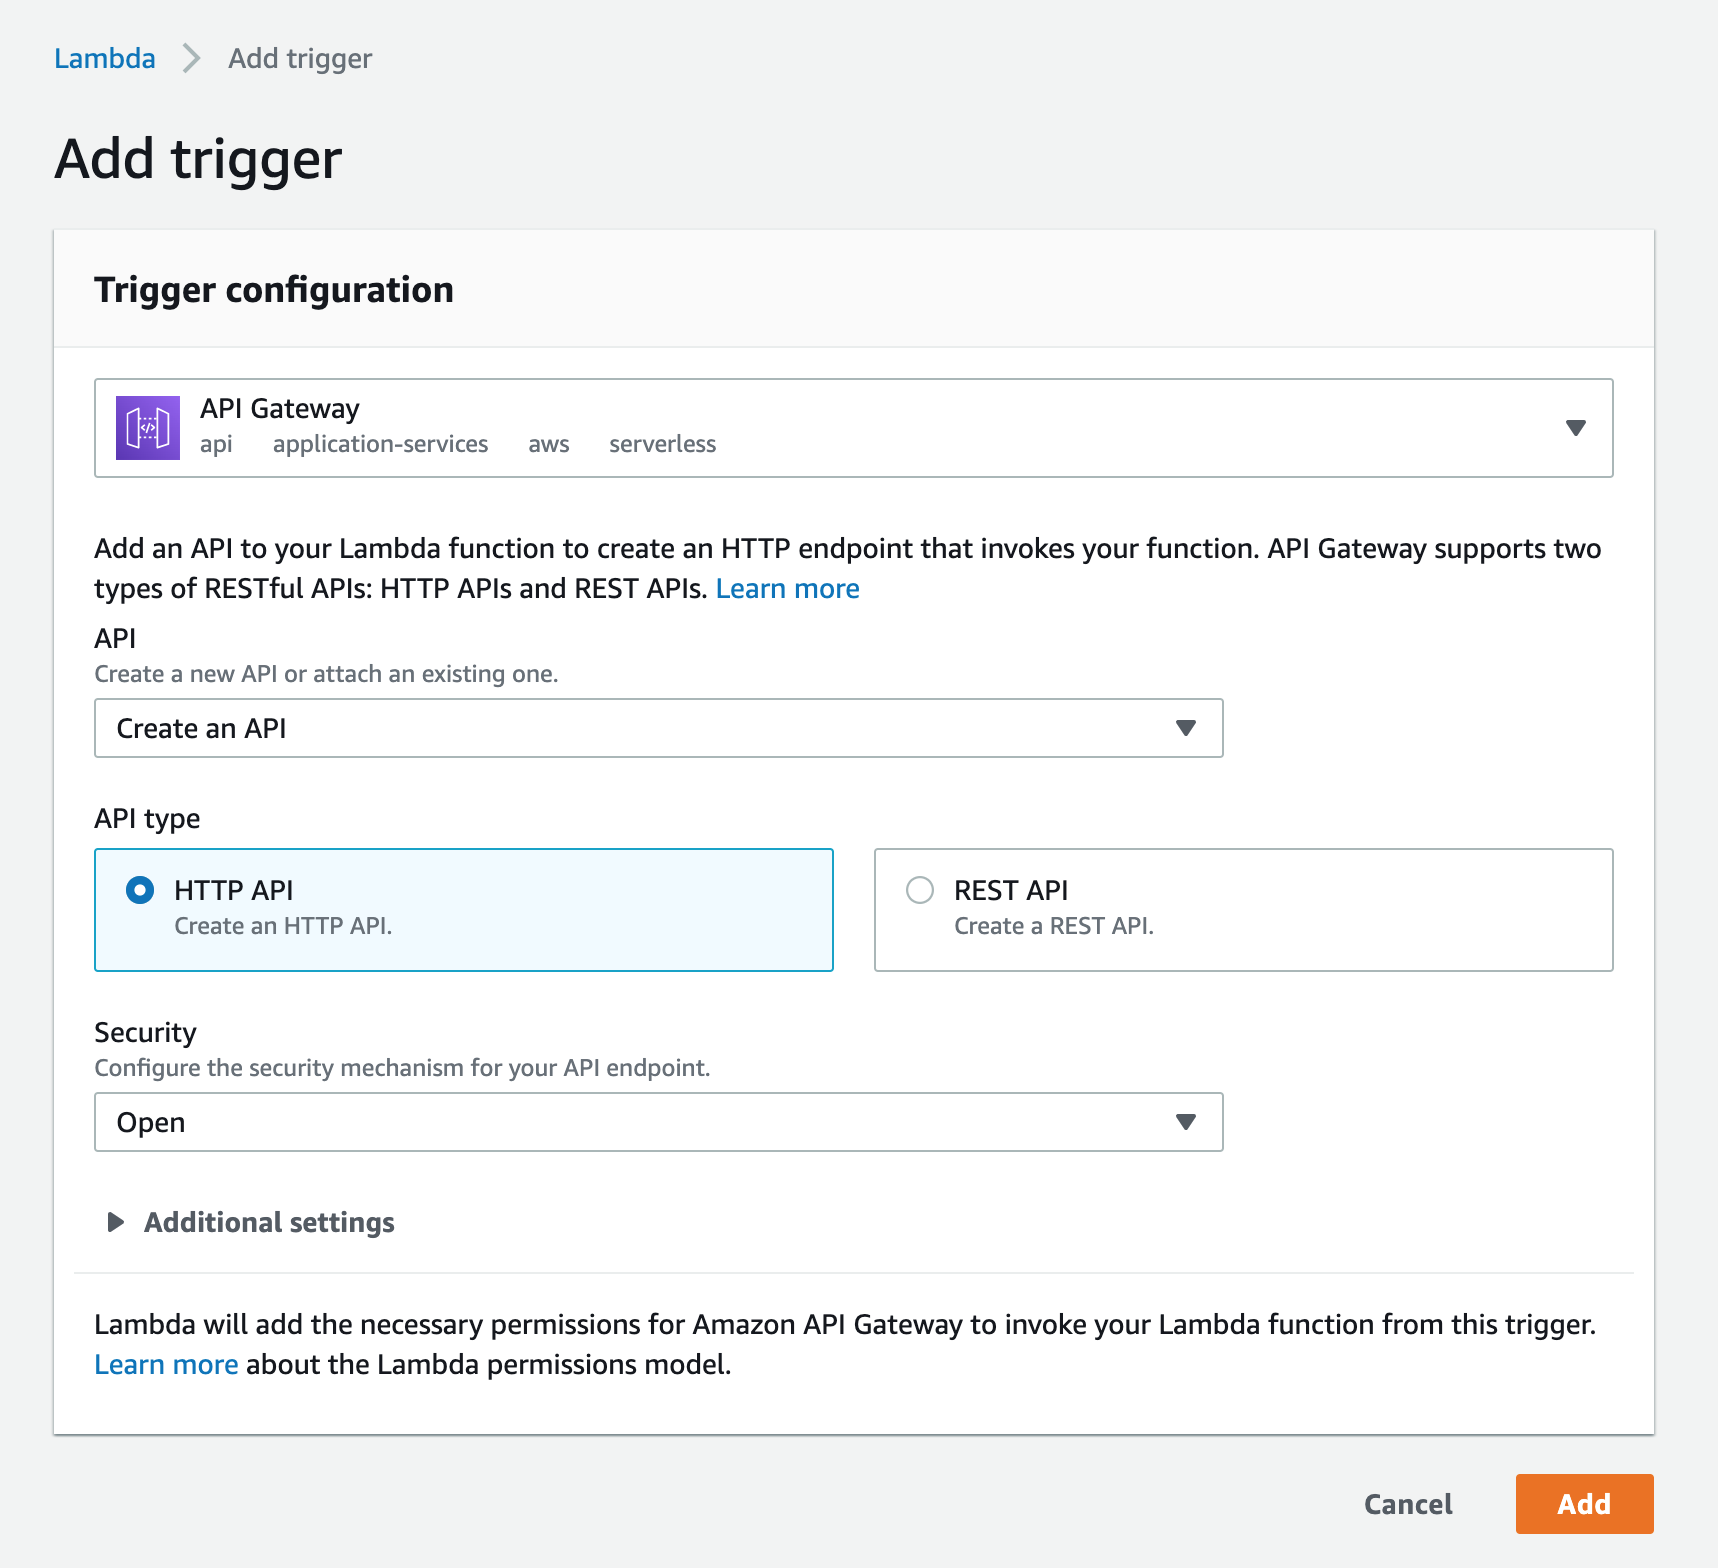 Lambda Add trigger
Add trigger
Trigger configuration
API Gateway
api application-services aws serverless
Add an API to your Lambda function to create an HTTP endpoint that invokes your function. API Gateway supports two
types of RESTful APIs: HTTP APIs and REST APIs. Learn more
API
Create a new API or attach an existing one.
Create an API
API type
HTTP API
Create an HTTP API.
REST API
Create a REST API.
Security
Configure the security mechanism for your API endpoint.
Open
Additional settings
Lambda will add the necessary permissions for Amazon API Gateway to invoke your Lambda function from this trigger.
Learn more about the Lambda permissions model.
Cancel Add